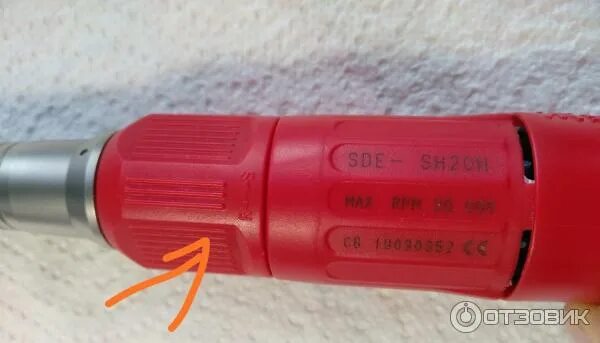 R↔S
SDE- SH20N
MAX RPM 30 000
CE
ОТЗОВИК